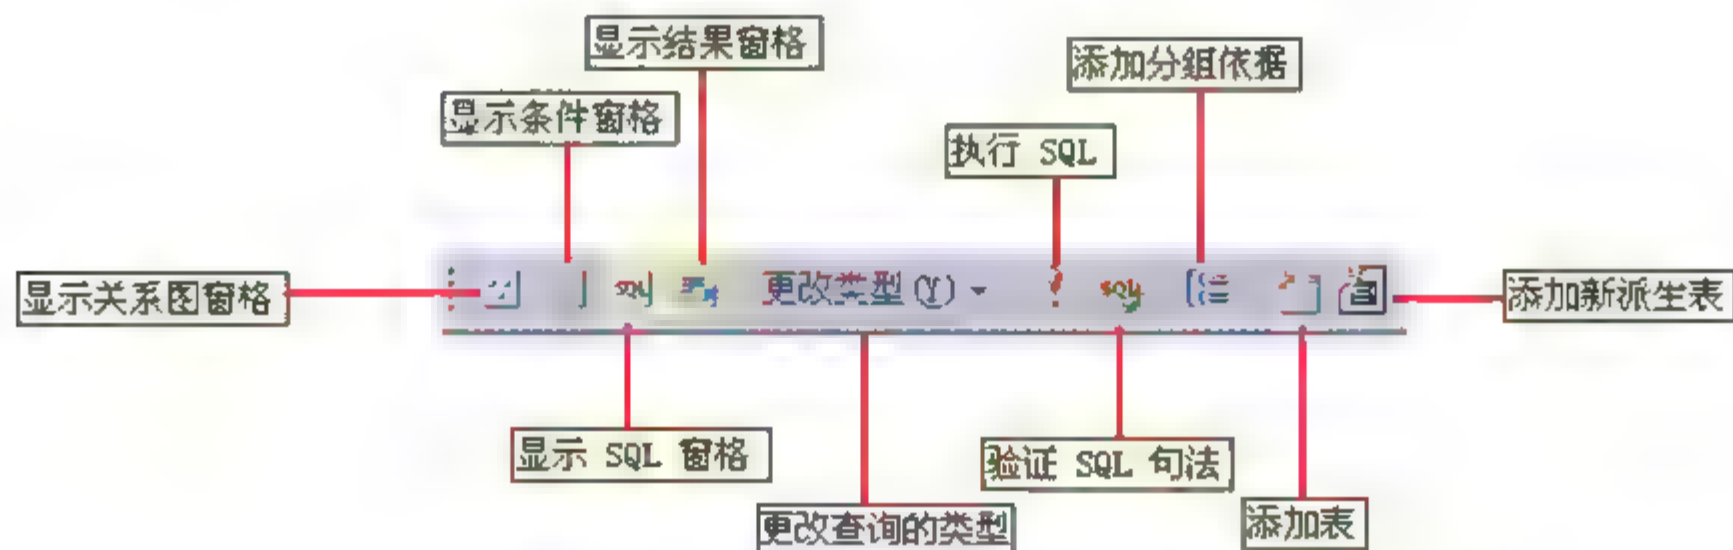 显示结果窗格
添加分组依据
显示条件窗格
执行 SQL
显示关系图窗格
更改类型(Y)
添加新派生表
显示 SQL 窗格
验证 SQL 句法
更改查询的类型
添加表